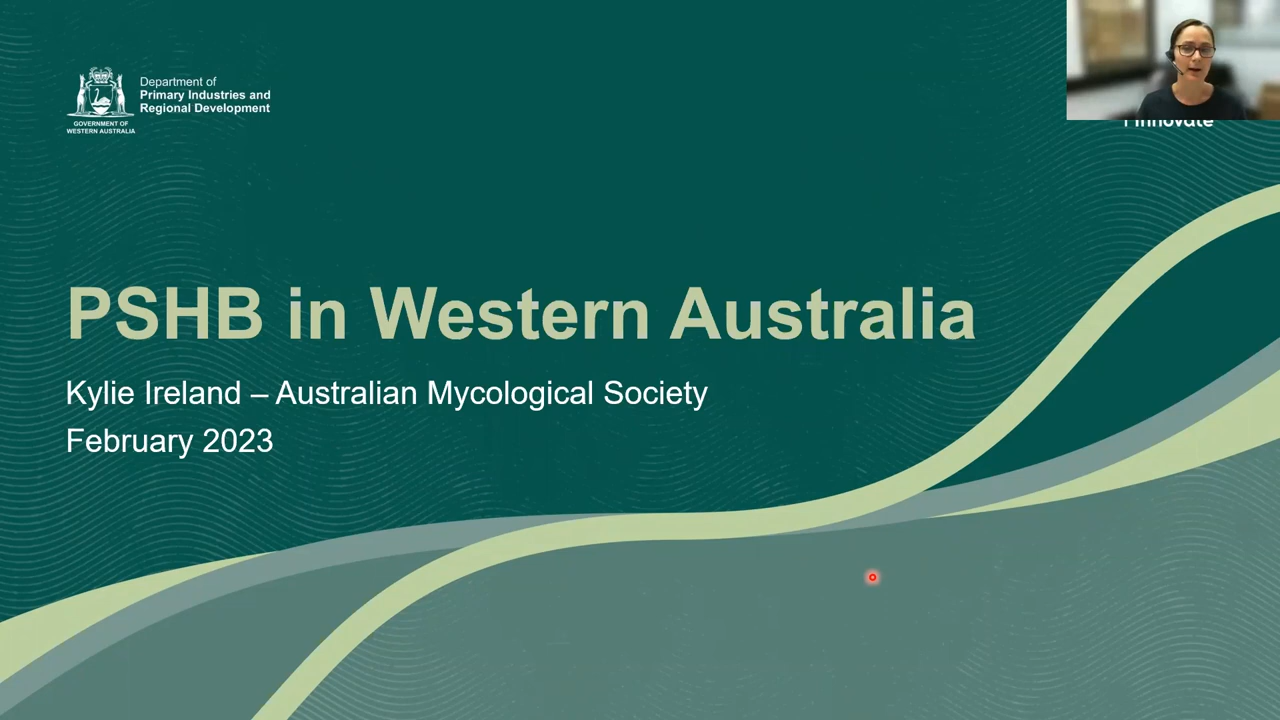 Department of
Primary Industries and
Regional Development
GOVERNMENT OF
WESTERN AUSTRALIA
PSHB in Western Australia
Kylie Ireland – Australian Mycological Society
February 2023